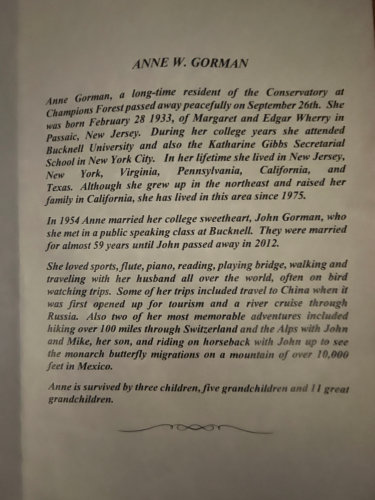 ANNE W. GORMAN
Anne Gorman, a long-time resident of the Conservatory at
Champions Forest passed away peacefully on September 26th. She
was born February 28 1933, of Margaret and Edgar Wherry in
Passaic, New Jersey. During her college years she attended
Bucknell University and also the Katharine Gibbs Secretarial
School in New York City. In her lifetime she lived in New Jersey,
New York, Virginia, Pennsylvania, California, and
Texas. Although she grew up in the northeast and raised her
family in California, she has lived in this area since 1975.
In 1954 Anne married her college sweetheart, John Gorman, who
she met in a public speaking class at Bucknell. They were married
for almost 59 years until John passed away in 2012.
She loved sports, flute, piano, reading, playing bridge, walking and
traveling with her husband all over the world, often on bird
watching trips. Some of her trips included travel to China when it
was first opened up for tourism and a river cruise through
Russia. Also two of her most memorable adventures included
hiking over 100 miles through Switzerland and the Alps with John
and Mike, her son, and riding on horseback with John up to see
the monarch butterfly migrations on a mountain of over 10,000
feet in Mexico.
Anne is survived by three children, five grandchildren and 11 great
grandchildren.